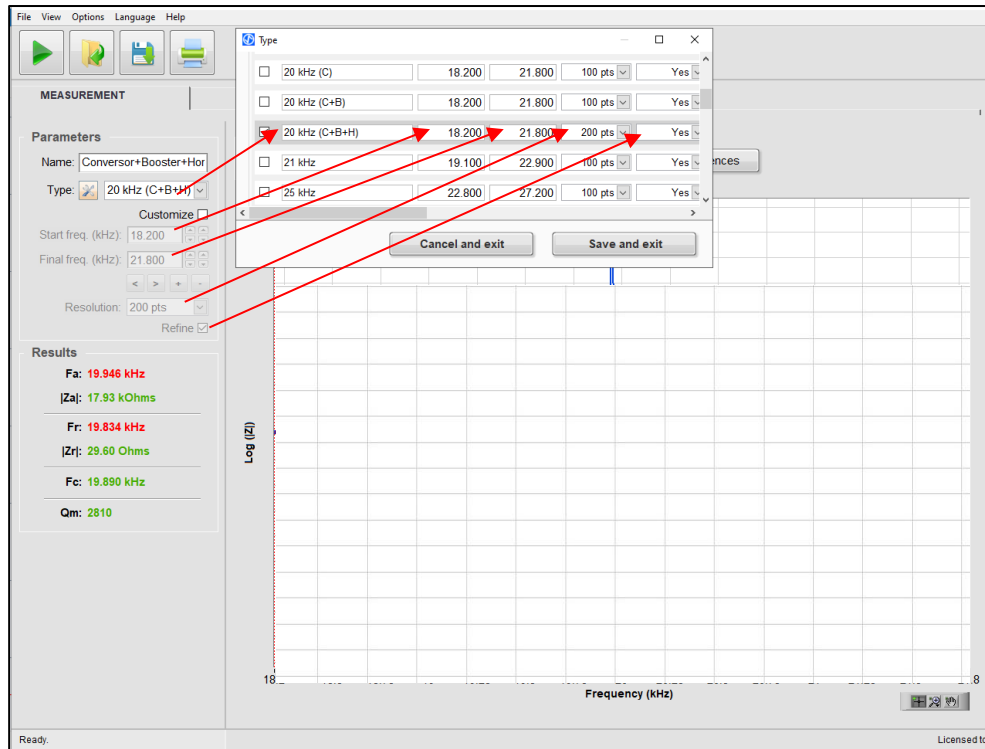 File View Options Language Help
Type
20 kHz (C) 18.200 21.800 100 pts Yes
20 kHz (C+B) 18.200 21.800 100 pts Yes
20 kHz (C+B+H) 18.200 21.800 200 pts Yes
21 kHz 19.100 22.900 100 pts Yes
25 kHz 22.800 27.200 100 pts Yes
Cancel and exit Save and exit
ences
MEASUREMENT
Parameters
Name: Conversor+Booster+Hor
Type: 20 kHz (C+B+H)
Customize
Start freq. (kHz): 18.200
Final freq. (kHz): 21.800
< > + -
Resolution: 200 pts
Refine
Results
Fa: 19.946 kHz
|Za|: 17.93 kOhms
Fr: 19.834 kHz
|Zr|: 29.60 Ohms
Fc: 19.890 kHz
Qm: 2810
Log (|Z|)
18 8
Frequency (kHz)
Ready. Licensed to